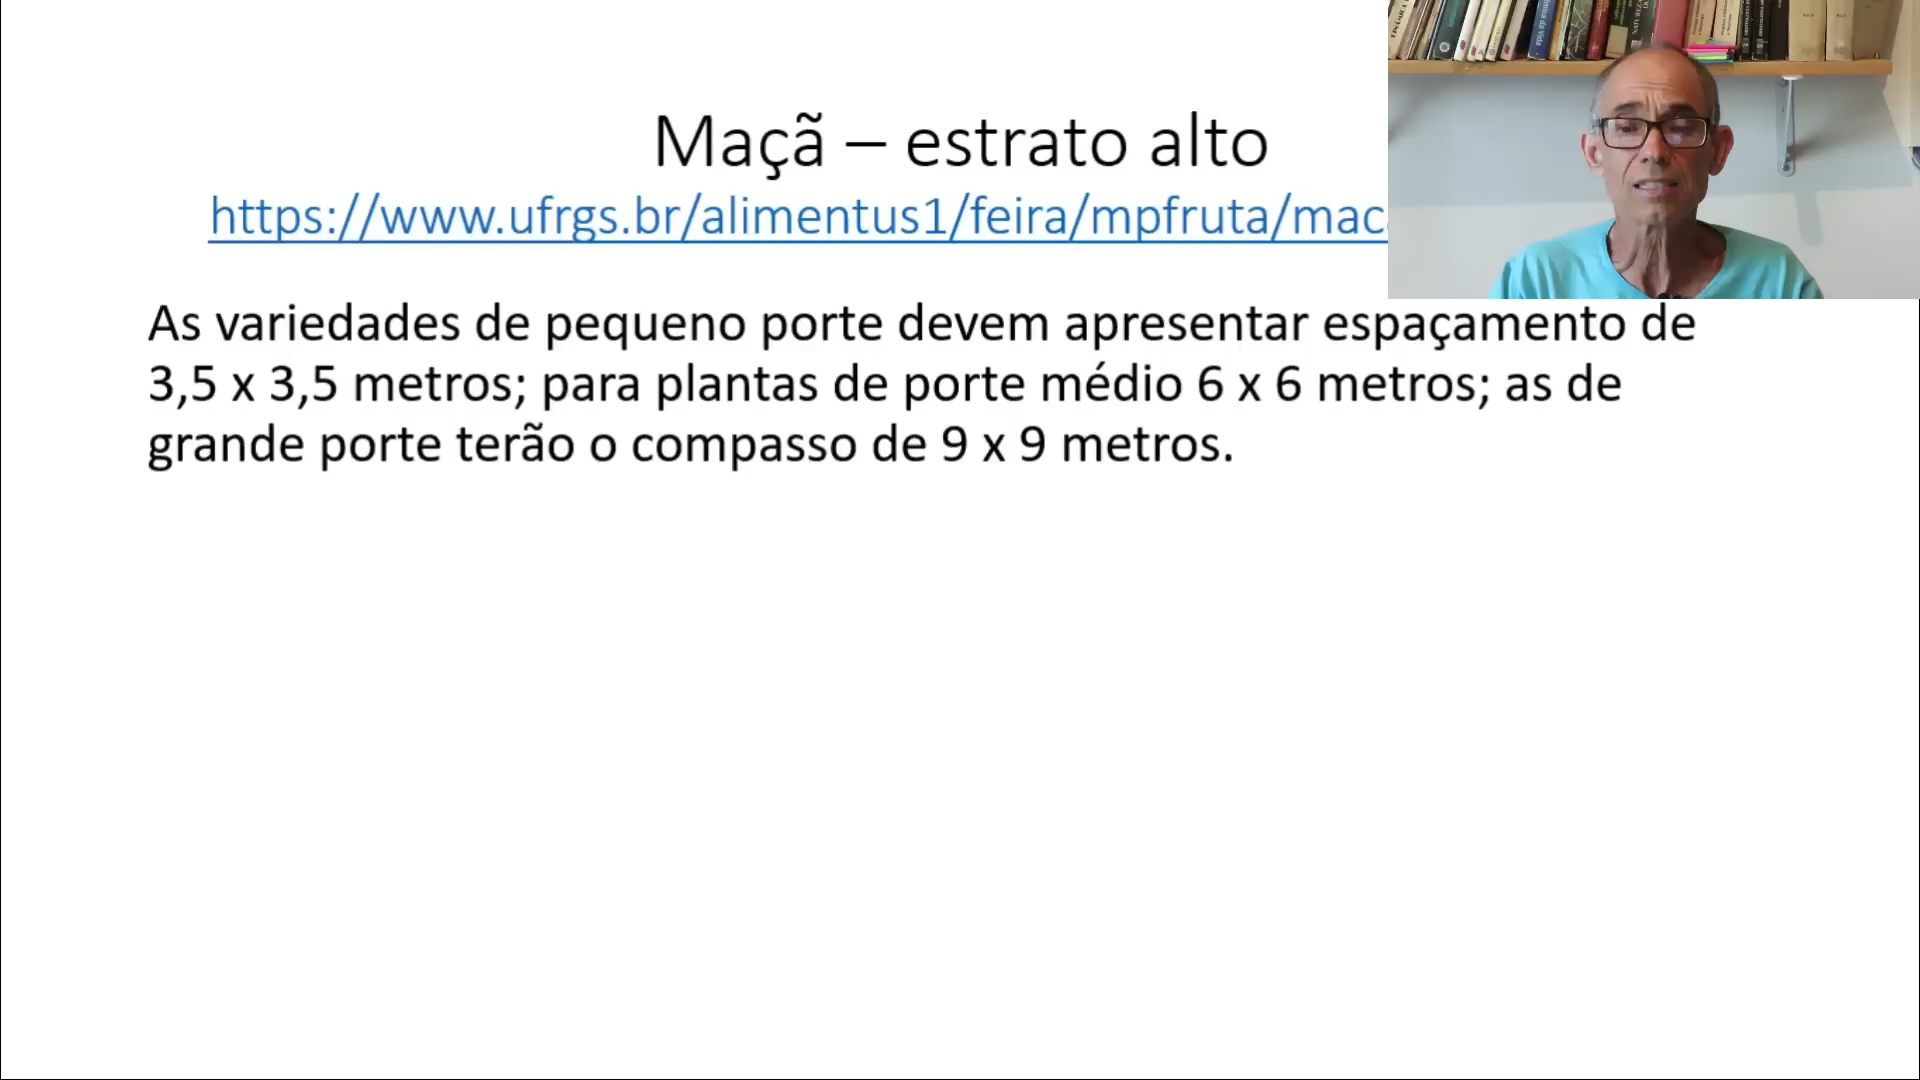 Maçã – estrato alto
https://www.ufrgs.br/alimentus1/feira/mpfruta/mac
As variedades de pequeno porte devem apresentar espaçamento de
3,5 x 3,5 metros; para plantas de porte médio 6 x 6 metros; as de
grande porte terão o compasso de 9 x 9 metros.